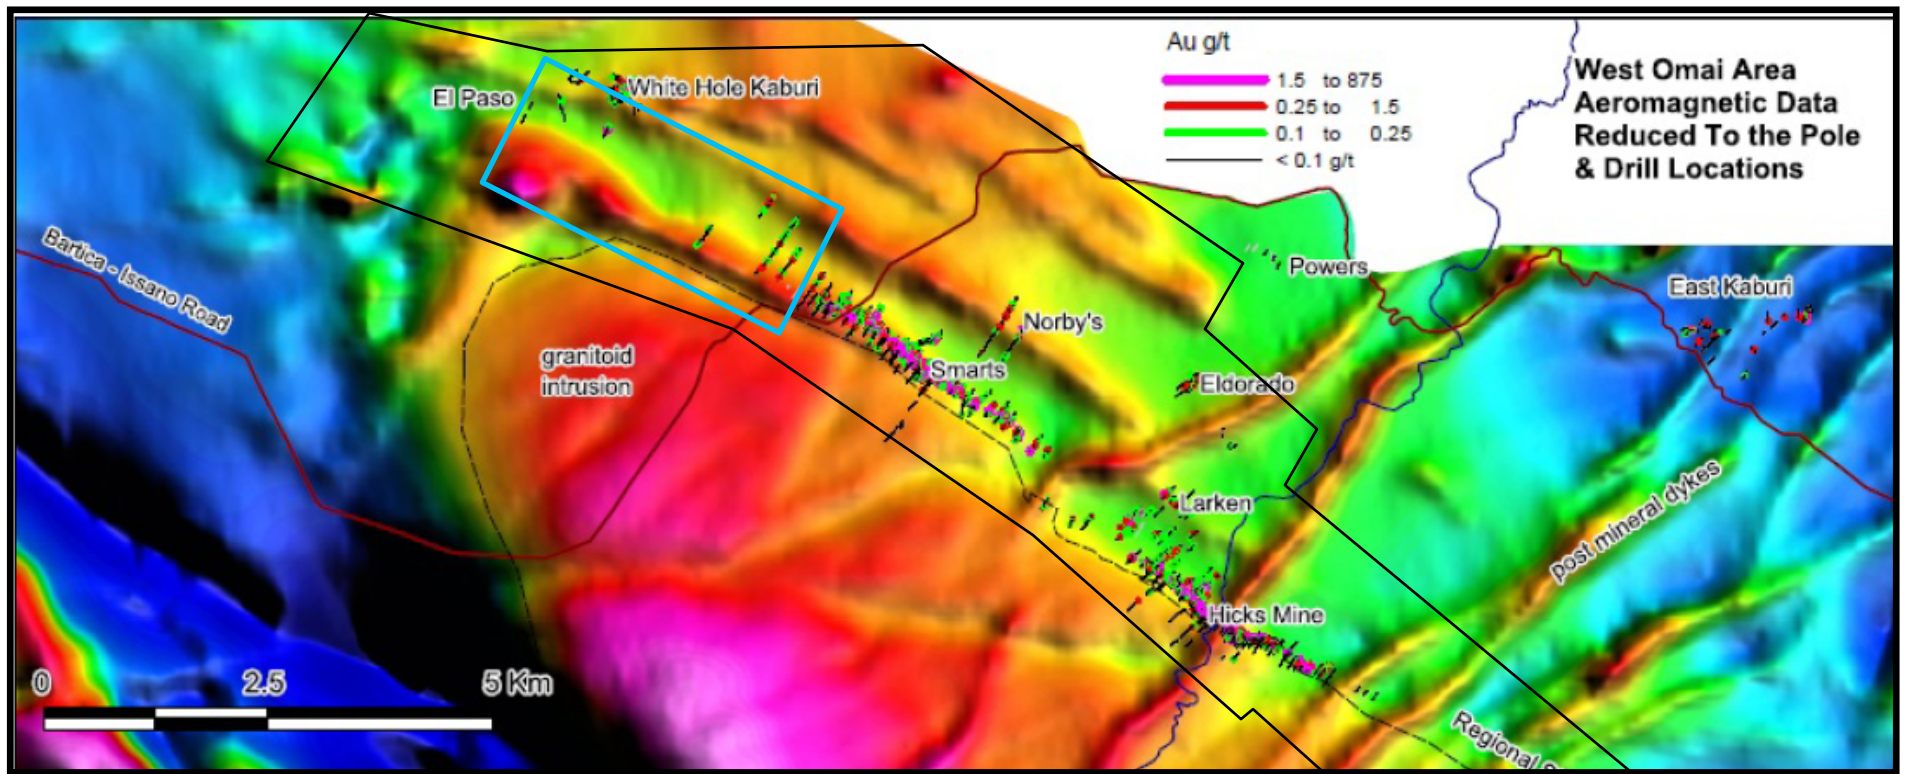 Au g/t
1.5 to 875
0.25 to 1.5
0.1 to 0.25
< 0.1 g/t
West Omai Area
Aeromagnetic Data
Reduced To the Pole
& Drill Locations
El Paso
White Hole Kaburi
Bartica - Issano Road
Powers
East Kaburi
Norby's
granitoid
intrusion
Smarts
Eldorado
Larken
post mineral dykes
Hicks Mine
0 2.5 5 Km
Regional